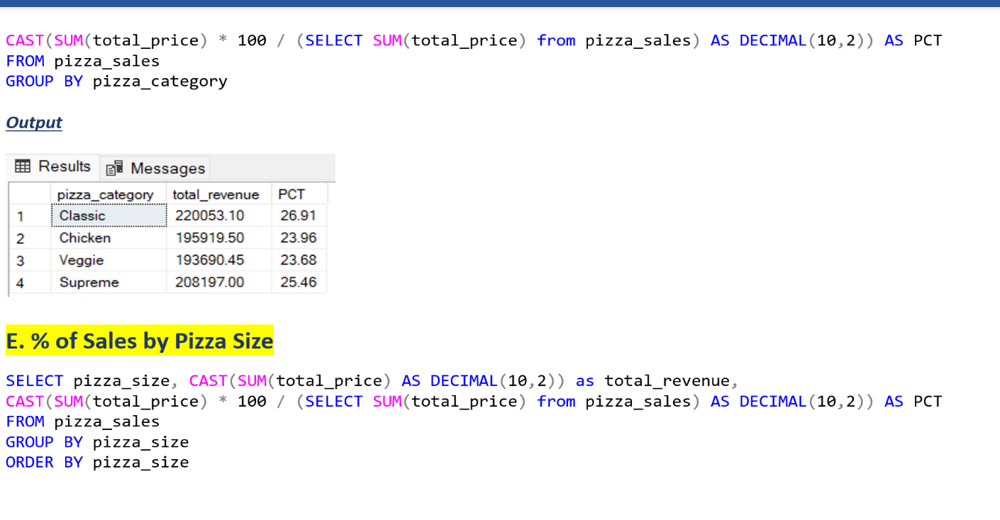 CAST(SUM(total_price) * 100 / (SELECT SUM(total_price) from pizza_sales) AS DECIMAL(10,2)) AS PCT
FROM pizza_sales
GROUP BY pizza_category
Output
Results Messages
pizza_category total_revenue PCT
1 Classic 220053.10 26.91
2 Chicken 195919.50 23.96
3 Veggie 193690.45 23.68
4 Supreme 208197.00 25.46
E. % of Sales by Pizza Size
SELECT pizza_size, CAST(SUM(total_price) AS DECIMAL(10,2)) as total_revenue,
CAST(SUM(total_price) * 100 / (SELECT SUM(total_price) from pizza_sales) AS DECIMAL(10,2)) AS PCT
FROM pizza_sales
GROUP BY pizza_size
ORDER BY pizza_size